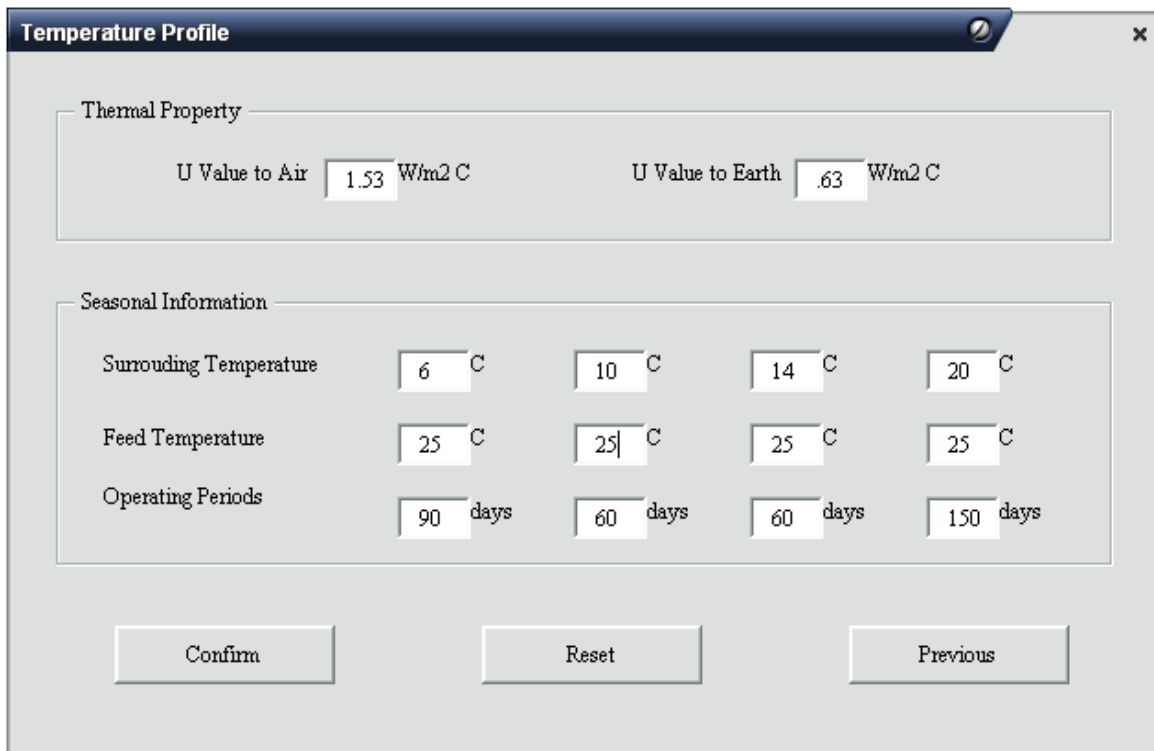 Temperature Profile
Thermal Property
U Value to Air 1.53 W/m2 C U Value to Earth .63 W/m2 C
Seasonal Information
Surrouding Temperature 6 C 10 C 14 C 20 C
Feed Temperature 25 C 25 C 25 C 25 C
Operating Periods 90 days 60 days 60 days 150 days
Confirm Reset Previous